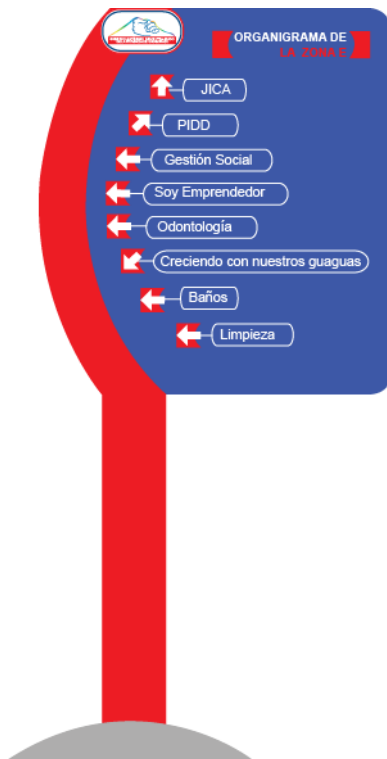 ORGANIGRAMA DE
LA ZONA E
JICA
PIDD
Gestión Social
Soy Emprendedor
Odontología
Creciendo con nuestros guaguas
Baños
Limpieza